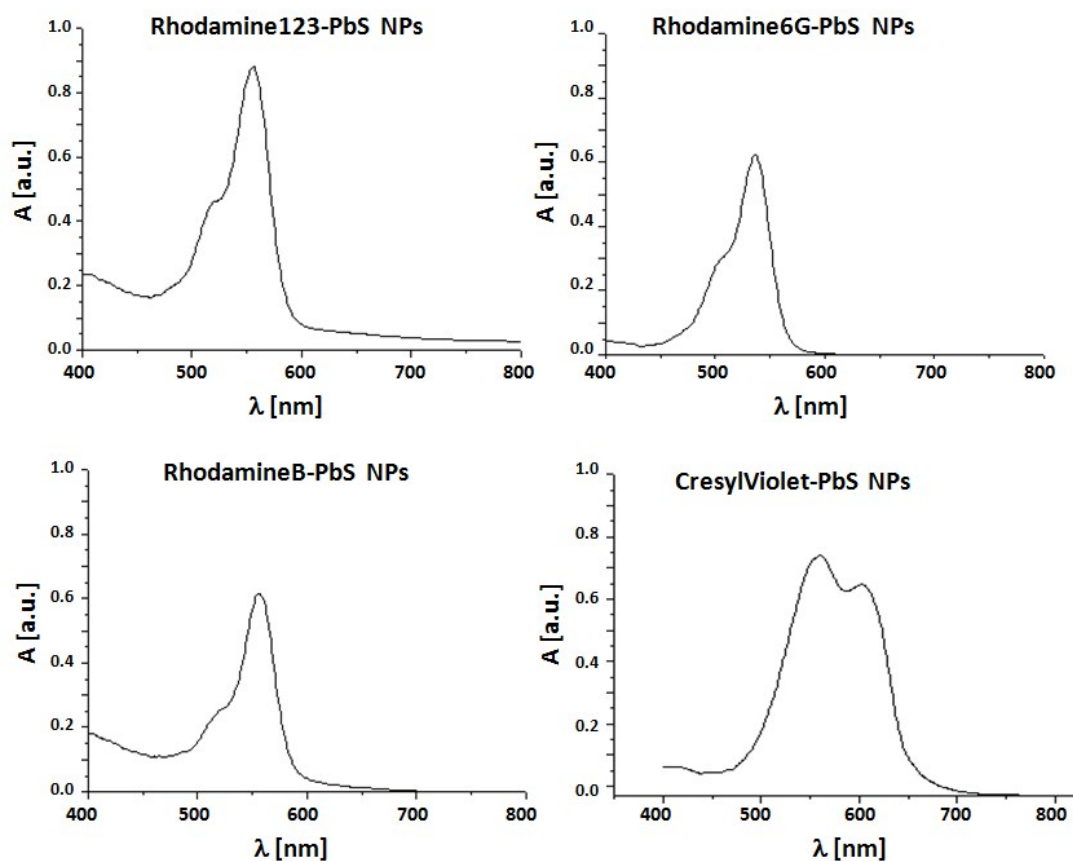 Rhodamine123-PbS NPs
1.0
0.8
0.6
0.4
0.2
0.0
A [a.u.]
400 500 600 700 800
λ [nm]
Rhodamine6G-PbS NPs
1.0
0.8
0.6
0.4
0.2
0.0
A [a.u.]
400 500 600 700 800
λ [nm]
RhodamineB-PbS NPs
1.0
0.8
0.6
0.4
0.2
0.0
A [a.u.]
400 500 600 700 800
λ [nm]
CresylViolet-PbS NPs
1.0
0.8
0.6
0.4
0.2
0.0
A [a.u.]
400 500 600 700 800
λ [nm]